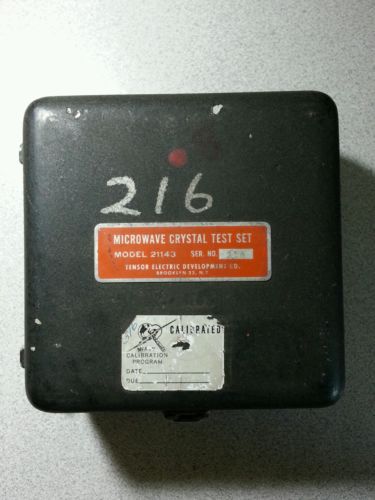 216
MICROWAVE CRYSTAL TEST SET
MODEL 21143 SER. NO.
TENSOR ELECTRIC DEVELOPMENT CO.
BROOKLYN 33, N.Y.
CALIBRATED
CALIBRATION
PROGRAM
DATE
DUE